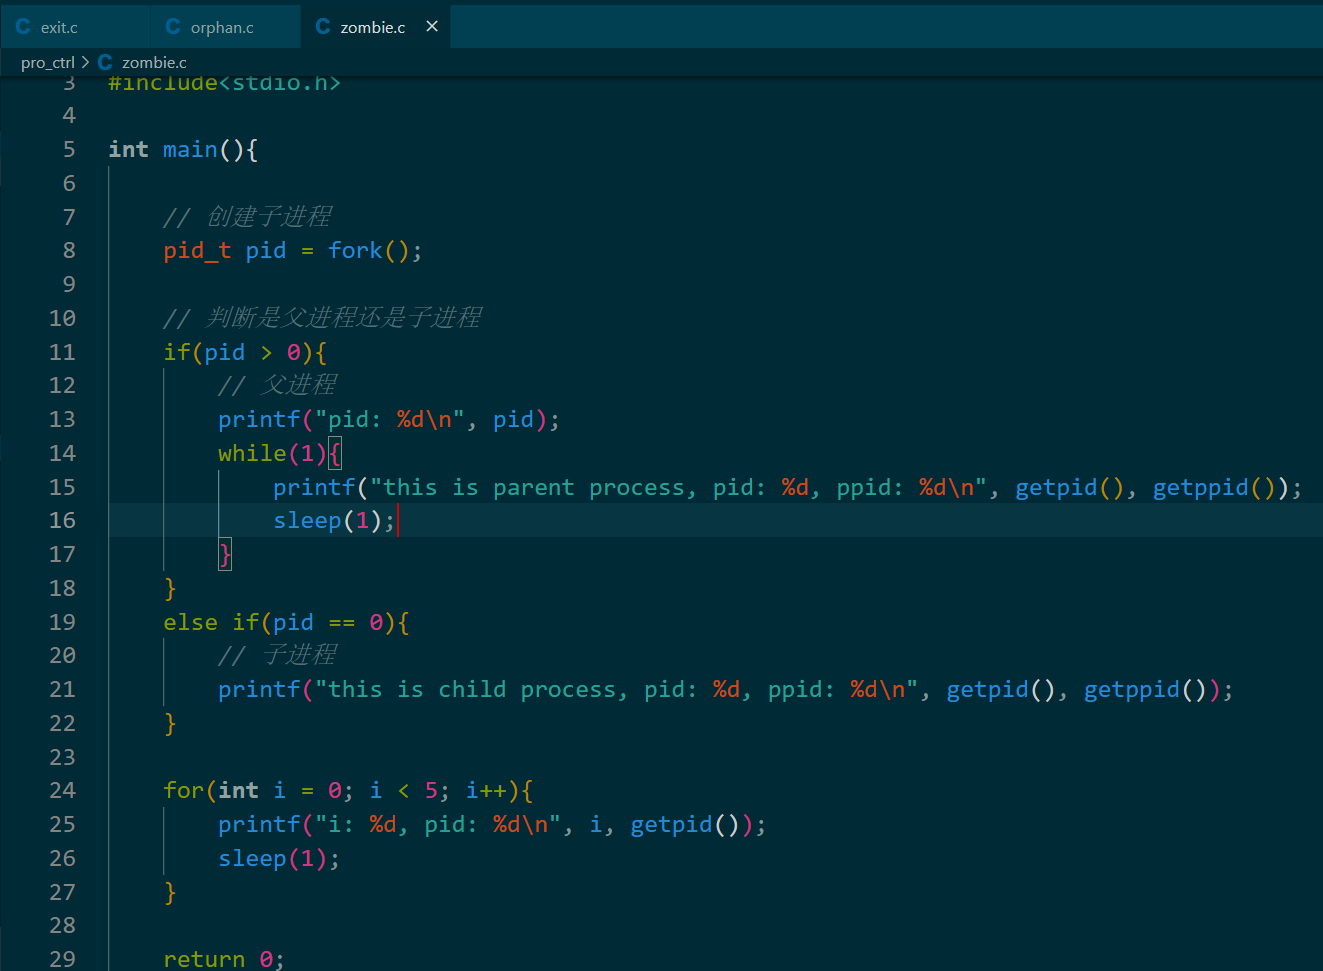 C exit.c C orphan.c C zombie.c ×
pro_ctrl > C zombie.c
3 #include<stdio.h>
4
5 int main(){
6
7 // 创建子进程
8 pid_t pid = fork();
9
10 // 判断是父进程还是子进程
11 if(pid > 0){
12 // 父进程
13 printf("pid: %d\n", pid);
14 while(1){
15 printf("this is parent process, pid: %d, ppid: %d\n", getpid(), getppid());
16 sleep(1);
17 }
18 }
19 else if(pid == 0){
20 // 子进程
21 printf("this is child process, pid: %d, ppid: %d\n", getpid(), getppid());
22 }
23
24 for(int i = 0; i < 5; i++){
25 printf("i: %d, pid: %d\n", i, getpid());
26 sleep(1);
27 }
28
29 return 0;